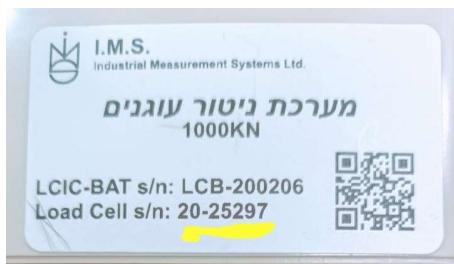 I.M.S.
Industrial Measurement Systems Ltd.
מערכת ניטור עוגנים
1000KN
LCIC-BAT s/n: LCB-200206
Load Cell s/n: 20-25297